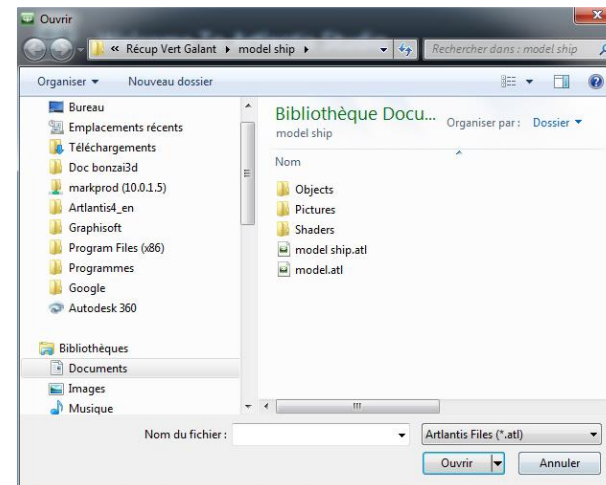 Ouvrir
« Récup Vert Galant ▸ model ship ▸
Rechercher dans : model ship
Organiser ▼ Nouveau dossier
Bureau
Emplacements récents
Téléchargements
Doc bonzai3d
markprod (10.0.1.5)
Artlantis4_en
Graphisoft
Program Files (x86)
Programmes
Google
Autodesk 360
Bibliothèques
Documents
Images
Musique
Bibliothèque Docu...
model ship
Organiser par : Dossier ▼
Nom
Objects
Pictures
Shaders
model ship.atl
model.atl
Nom du fichier :
Artlantis Files (*.atl)
Ouvrir
Annuler